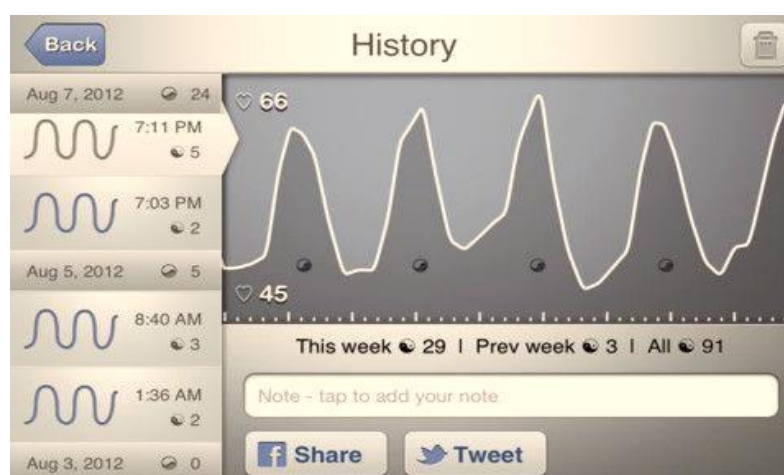 Back
History
Aug 7, 2012 24
7:11 PM
5
7:03 PM
2
Aug 5, 2012 5
8:40 AM
3
1:36 AM
2
Aug 3, 2012 0
66
45
This week 29 | Prev week 3 | All 91
Note - tap to add your note
Share
Tweet